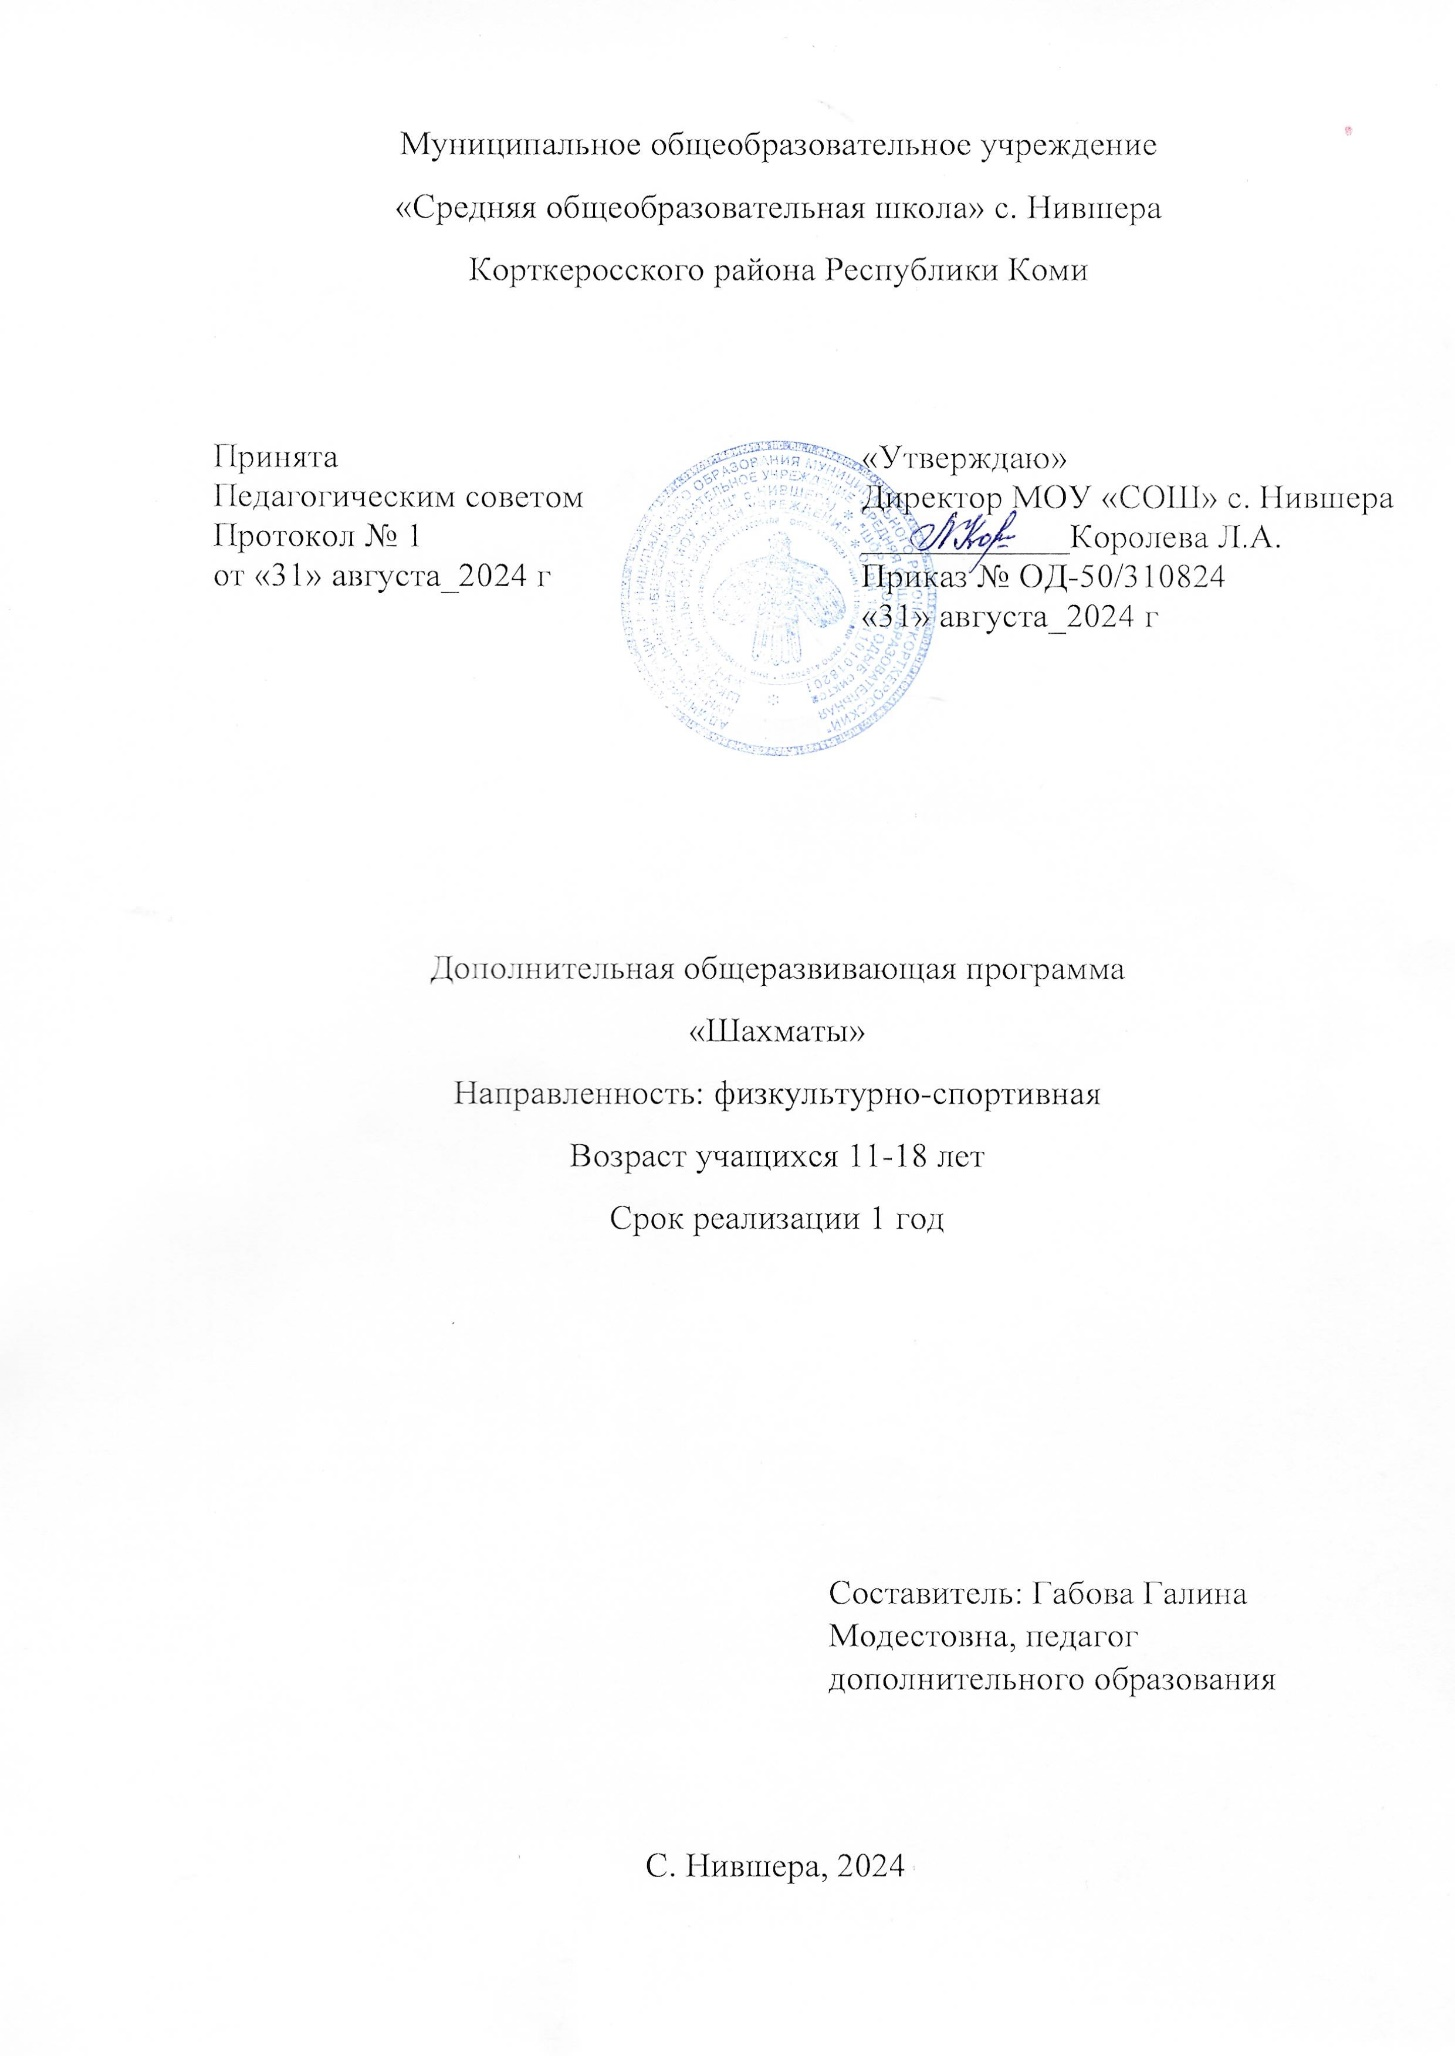 Муниципальное общеобразовательное учреждение
«Средняя общеобразовательная школа» с. Нившера
Корткеросского района Республики Коми
Принята
Педагогическим советом
Протокол № 1
от «31» августа_2024 г
«Утверждаю»
Директор МОУ «СОШ» с. Нившера
Королева Л.А.
Приказ № ОД-50/310824
«31» августа_2024 г
Дополнительная общеразвивающая программа
«Шахматы»
Направленность: физкультурно-спортивная
Возраст учащихся 11-18 лет
Срок реализации 1 год
Составитель: Габова Галина
Модестовна, педагог
дополнительного образования
С. Нившера, 2024